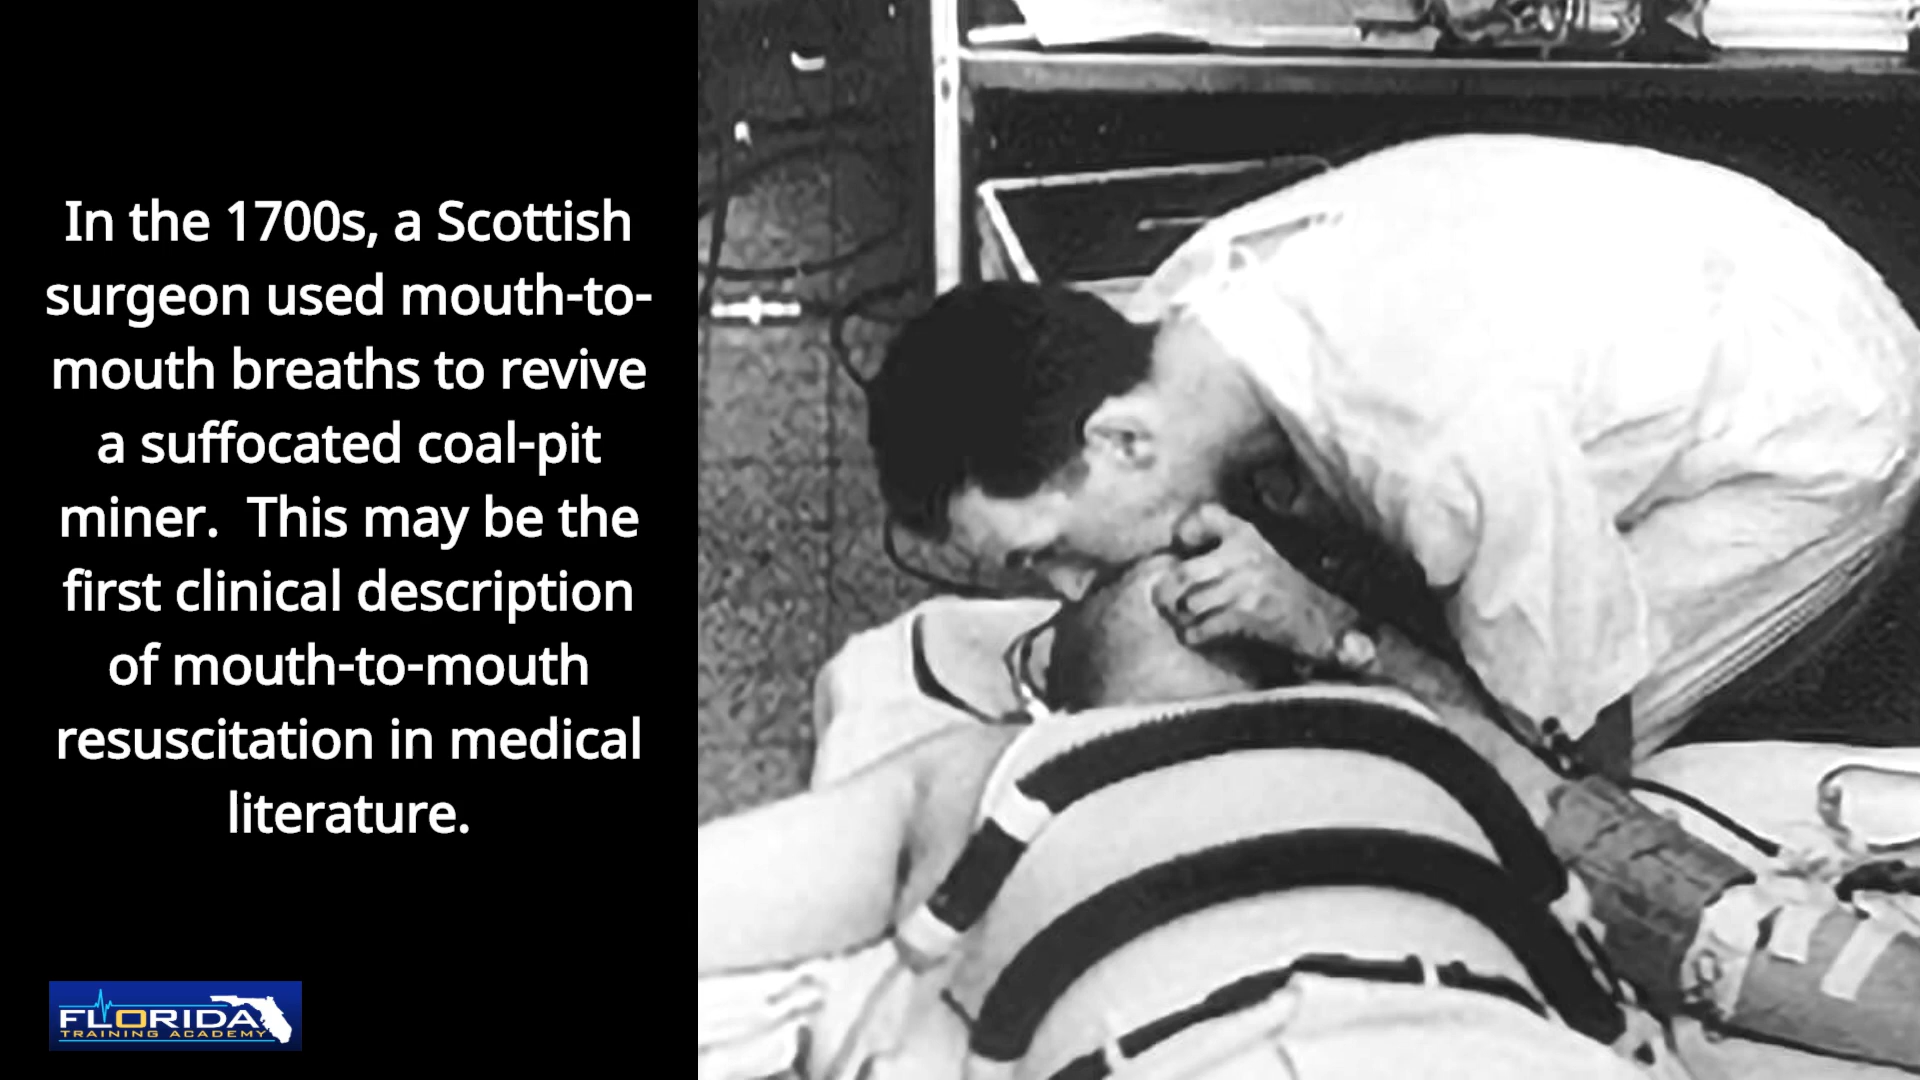 In the 1700s, a Scottish
surgeon used mouth-to-
mouth breaths to revive
a suffocated coal-pit
miner.  This may be the
first clinical description
of mouth-to-mouth
resuscitation in medical
literature.
FLORIDA
TRAINING ACADEMY